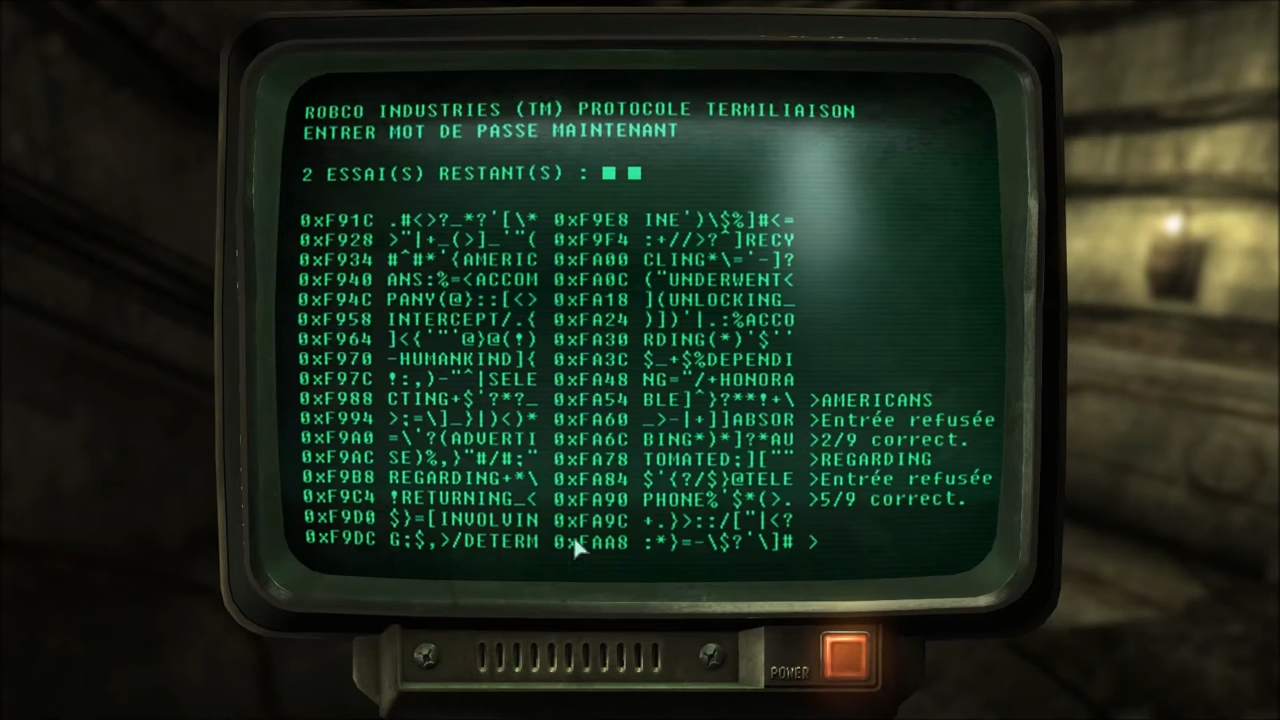 ROBCO INDUSTRIES (TM) PROTOCOLE TERMILIAISON
ENTRER MOT DE PASSE MAINTENANT
2 ESSAI(S) RESTANT(S) : ■ ■
0xF91C .#<>?_*?'[\* 0xF9E8 INE')\$%]#<=
0xF928 >"|+_(>]_'"( 0xF9F4 :+//>?^]RECY
0xF934 #^#*'{AMERIC 0xFA00 CLING*\='-]?
0xF940 ANS:%=<ACCOM 0xFA0C ("UNDERWENT<
0xF94C PANY(@}::[<> 0xFA18 ](UNLOCKING_
0xF958 INTERCEPT/.{ 0xFA24 )])'|.:%ACCO
0xF964 ]<{'"'@}@(!) 0xFA30 RDING(*)'$''
0xF970 -HUMANKIND]{ 0xFA3C $_+$%DEPENDI
0xF97C !:,)-"^|SELE 0xFA48 NG="/+HONORA
0xF988 CTING+$'?*?_ 0xFA54 BLE]^}?**!+\ >AMERICANS
0xF994 >:=\]_}|)<)* 0xFA60 _>-|+]]ABSOR >Entrée refusée
0xF9A0 =\'?(ADVERTI 0xFA6C BING*)*]?*AU >2/9 correct.
0xF9AC SE)%,}"#/#;" 0xFA78 TOMATED;]["" >REGARDING
0xF9B8 REGARDING+*\ 0xFA84 $'{?/$}@TELE >Entrée refusée
0xF9C4 !RETURNING_< 0xFA90 PHONE%'$*(>. >5/9 correct.
0xF9D0 $}=[INVOLVIN 0xFA9C +.}>::/["|<?
0xF9DC G:$,>/DETERM 0xFAA8 :*}=-\$?'\]# >
POWER